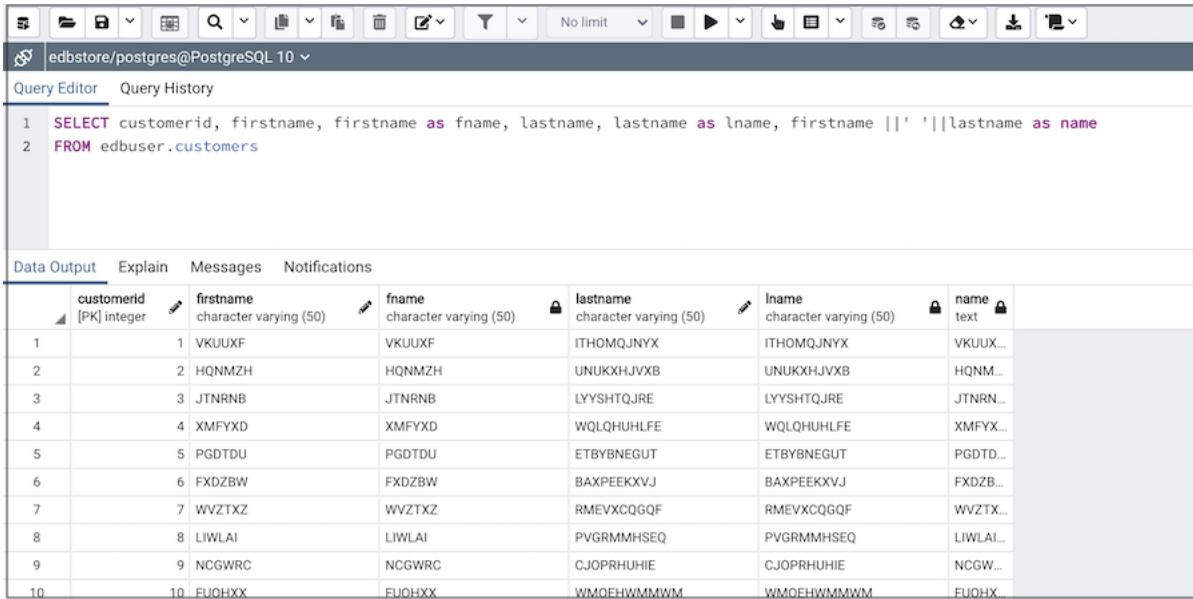 No limit
edbstore/postgres@PostgreSQL 10
Query Editor Query History
1 SELECT customerid, firstname, firstname as fname, lastname, lastname as lname, firstname ||' '||lastname as name
2 FROM edbuser.customers
Data Output Explain Messages Notifications
customerid firstname fname lastname lname name
[PK] integer character varying (50) character varying (50) character varying (50) character varying (50) text
1 1 VKUUXF VKUUXF ITHOMQJNYX ITHOMQJNYX VKUUX...
2 2 HQNMZH HQNMZH UNUKXHJVXB UNUKXHJVXB HQNM...
3 3 JTNRNB JTNRNB LYYSHTQJRE LYYSHTQJRE JTNRN...
4 4 XMFYXD XMFYXD WQLQHUHLFE WQLQHUHLFE XMFYX...
5 5 PGDTDU PGDTDU ETBYBNEGUT ETBYBNEGUT PGDTD...
6 6 FXDZBW FXDZBW BAXPEEKXVJ BAXPEEKXVJ FXDZB...
7 7 WVZTXZ WVZTXZ RMEVXCQGQF RMEVXCQGQF WVZTX...
8 8 LIWLAI LIWLAI PVGRMMHSEQ PVGRMMHSEQ LIWLAI...
9 9 NCGWRC NCGWRC CJOPRHUHIE CJOPRHUHIE NCGW...
10 10 FUOHXX FUOHXX WMOEHWMMWM WMOEHWMMWM FUOHX...